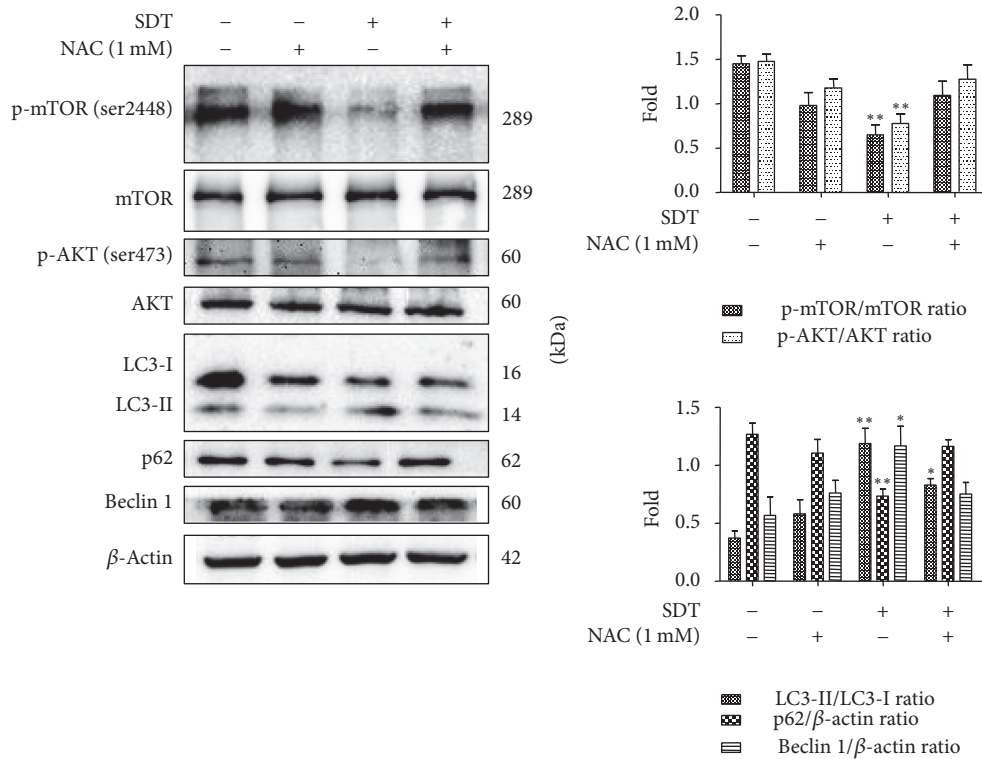 SDT − − + +
NAC (1 mM) − + − +
p-mTOR (ser2448) 289
mTOR 289
p-AKT (ser473) 60
AKT 60
LC3-I 16
LC3-II 14
p62 62
Beclin 1 60
β-Actin 42
(kDa)
2.0
1.5
1.0
0.5
0.0
Fold
** **
SDT − − + +
NAC (1 mM) − + − +
p-mTOR/mTOR ratio
p-AKT/AKT ratio
1.5
1.0
0.5
0.0
Fold
** ** * *
SDT − − + +
NAC (1 mM) − + − +
LC3-II/LC3-I ratio
p62/β-actin ratio
Beclin 1/β-actin ratio